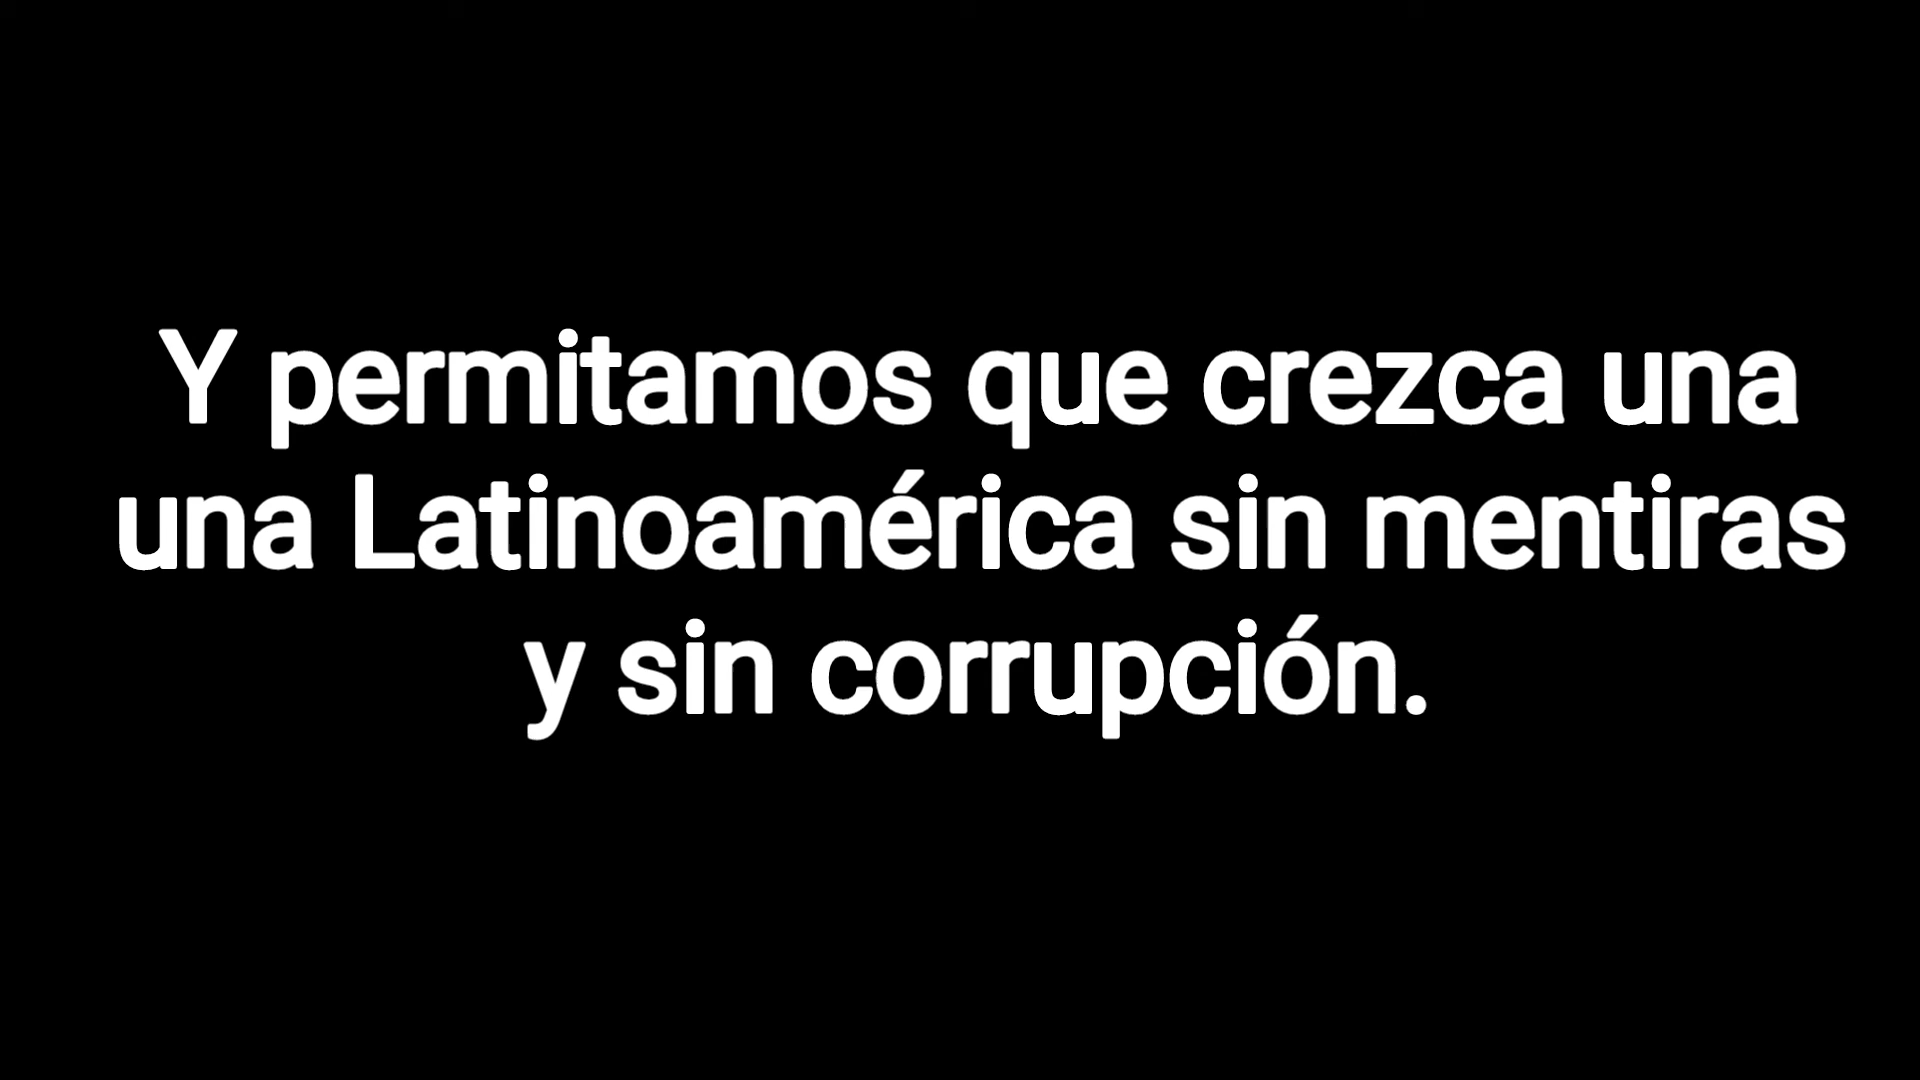 Y permitamos que crezca una
una Latinoamérica sin mentiras
y sin corrupción.